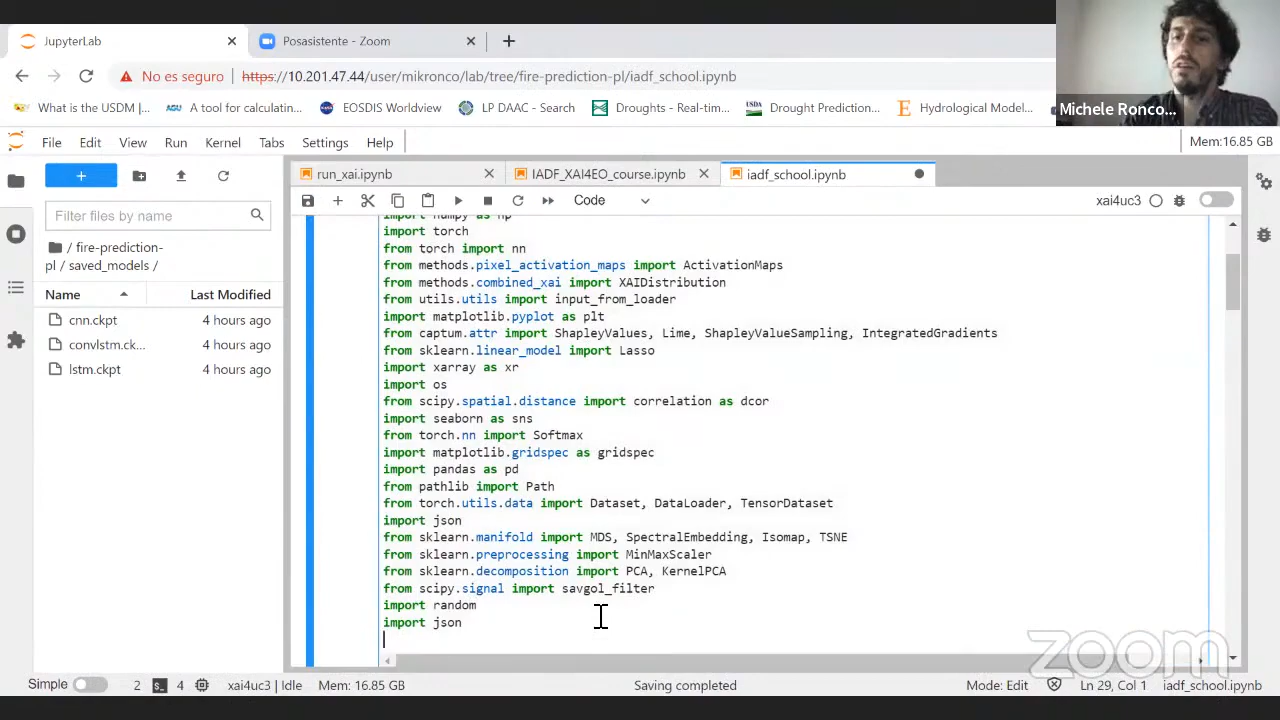 JupyterLab
Posasistente - Zoom
No es seguro
https://10.201.47.44/user/mikronco/lab/tree/fire-prediction-pl/iadf_school.ipynb
Michele Ronco...
What is the USDM |...
A tool for calculatin...
EOSDIS Worldview
LP DAAC - Search
Droughts - Real-tim...
Drought Prediction...
Hydrological Model...
File Edit View Run Kernel Tabs Settings Help
Mem:16.85 GB
run_xai.ipynb
IADF_XAI4EO_course.ipynb
iadf_school.ipynb
Code
xai4uc3
Filter files by name
/ fire-prediction-
pl / saved_models /
Name Last Modified
cnn.ckpt 4 hours ago
convlstm.ck... 4 hours ago
lstm.ckpt 4 hours ago
import numpy as np
import torch
from torch import nn
from methods.pixel_activation_maps import ActivationMaps
from methods.combined_xai import XAIDistribution
from utils.utils import input_from_loader
import matplotlib.pyplot as plt
from captum.attr import ShapleyValues, Lime, ShapleyValueSampling, IntegratedGradients
from sklearn.linear_model import Lasso
import xarray as xr
import os
from scipy.spatial.distance import correlation as dcor
import seaborn as sns
from torch.nn import Softmax
import matplotlib.gridspec as gridspec
import pandas as pd
from pathlib import Path
from torch.utils.data import Dataset, DataLoader, TensorDataset
import json
from sklearn.manifold import MDS, SpectralEmbedding, Isomap, TSNE
from sklearn.preprocessing import MinMaxScaler
from sklearn.decomposition import PCA, KernelPCA
from scipy.signal import savgol_filter
import random
import json
zoom
Simple 2 4 xai4uc3 | Idle Mem: 16.85 GB Saving completed Mode: Edit Ln 29, Col 1 iadf_school.ipynb